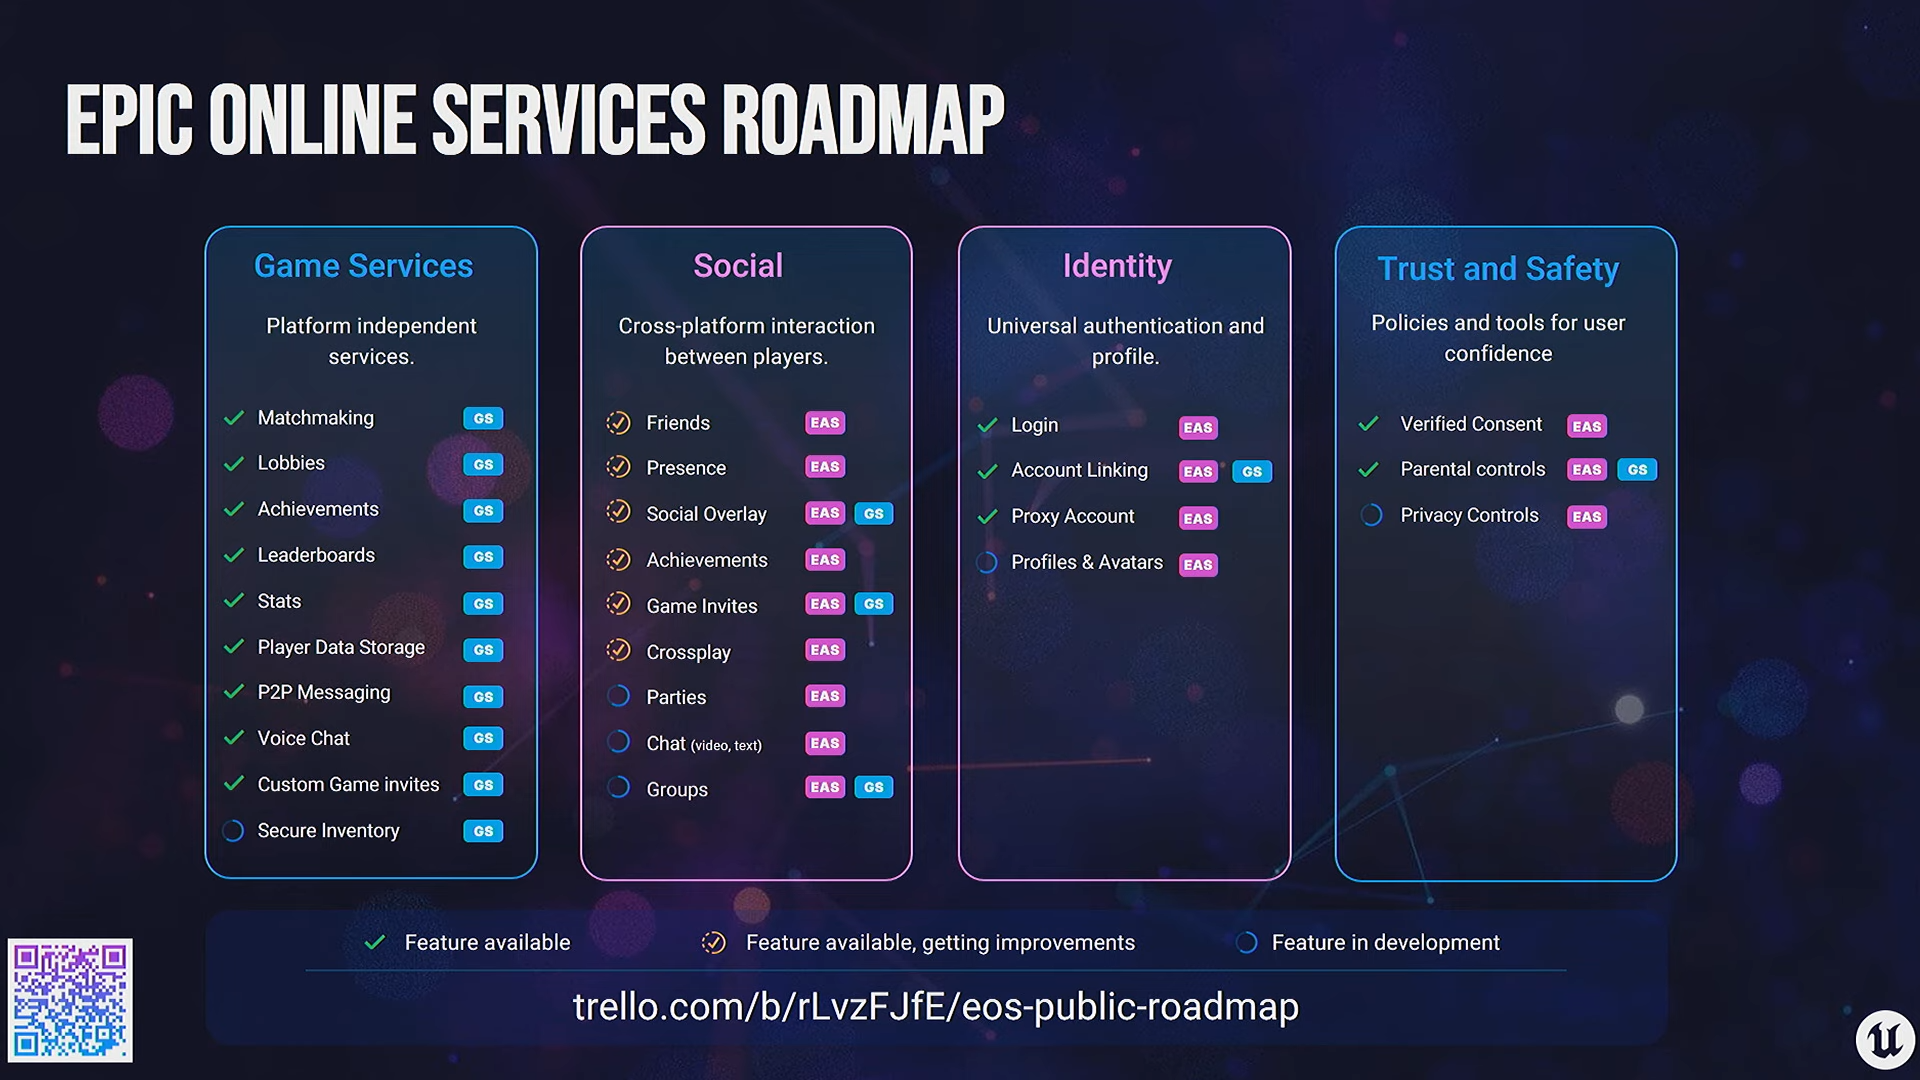 EPIC ONLINE SERVICES ROADMAP
Game Services
Platform independent
services.
Matchmaking GS
Lobbies GS
Achievements GS
Leaderboards GS
Stats GS
Player Data Storage GS
P2P Messaging GS
Voice Chat GS
Custom Game invites GS
Secure Inventory GS
Social
Cross-platform interaction
between players.
Friends EAS
Presence EAS
Social Overlay EAS GS
Achievements EAS
Game Invites EAS GS
Crossplay EAS
Parties EAS
Chat (video, text) EAS
Groups EAS GS
Identity
Universal authentication and
profile.
Login EAS
Account Linking EAS GS
Proxy Account EAS
Profiles & Avatars EAS
Trust and Safety
Policies and tools for user
confidence
Verified Consent EAS
Parental controls EAS GS
Privacy Controls EAS
Feature available
Feature available, getting improvements
Feature in development
trello.com/b/rLvzFJfE/eos-public-roadmap